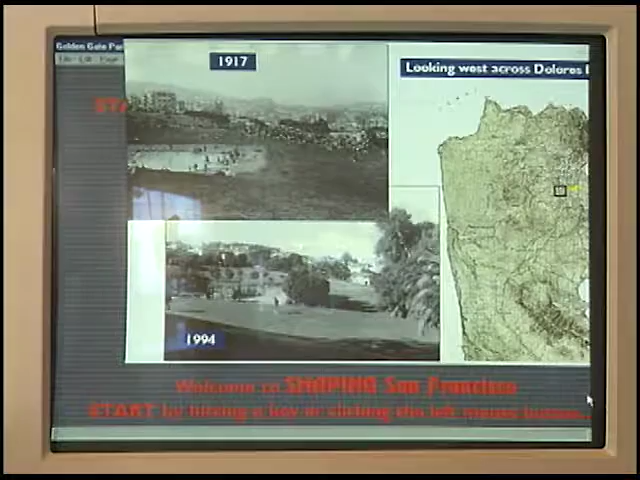 Golden Gate
1917
Looking west across Dolores
STA
1994
Welcome to SHAPING San Francisco
START by hitting a key or clicking the left mouse button..